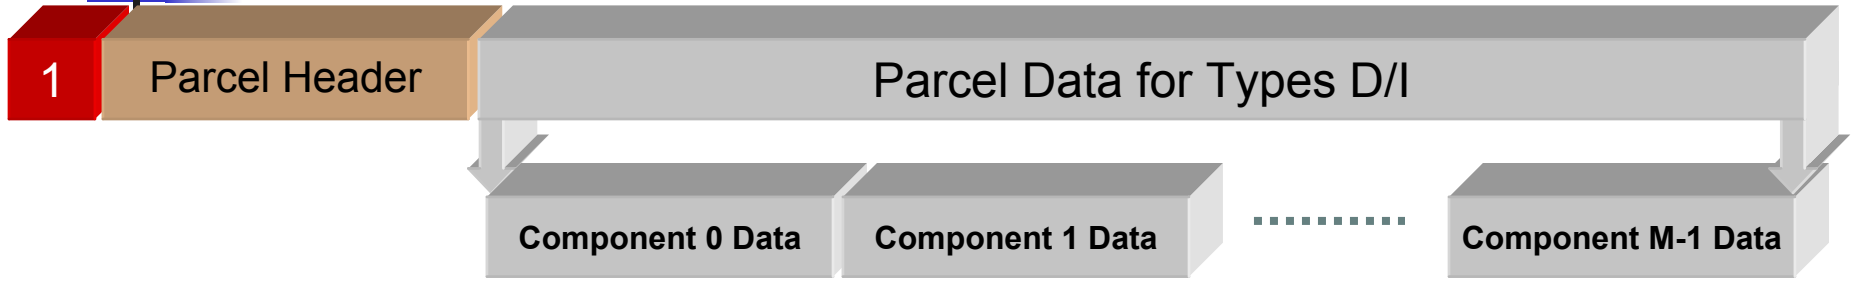 1
Parcel Header
Parcel Data for Types D/I
Component 0 Data
Component 1 Data
Component M-1 Data